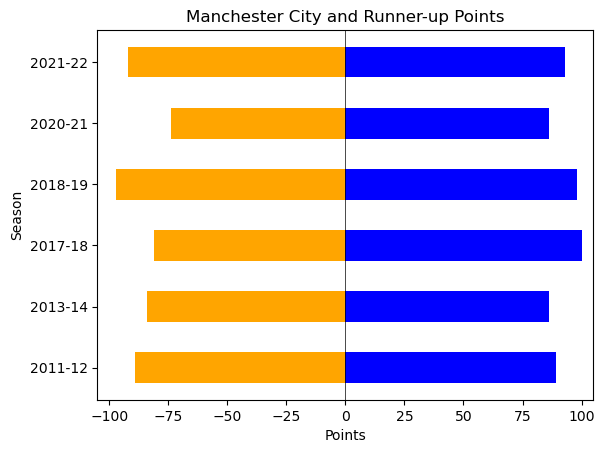 Manchester City and Runner-up Points
Season
2021-22
2020-21
2018-19
2017-18
2013-14
2011-12
−100 −75 −50 −25 0 25 50 75 100
Points